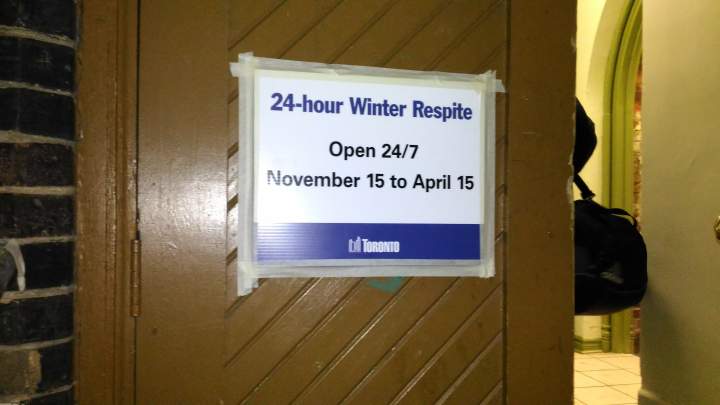 24-hour Winter Respite
Open 24/7
November 15 to April 15
TORONTO